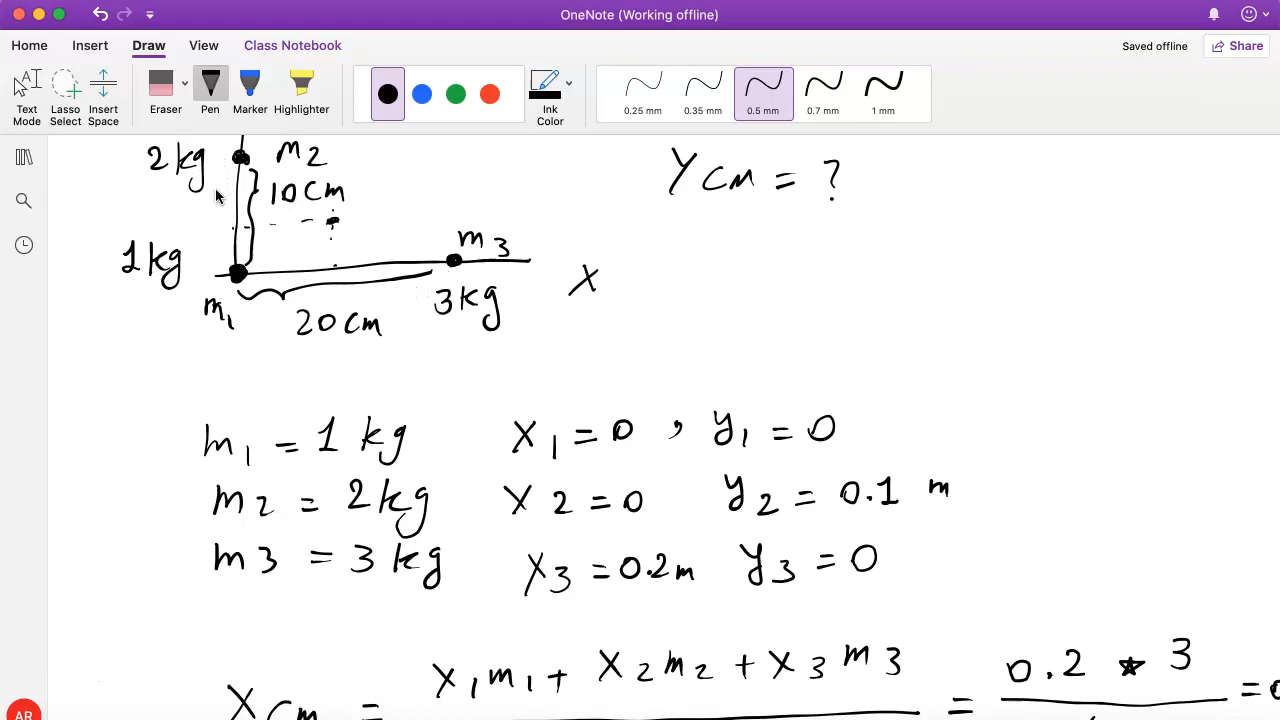 OneNote (Working offline)
Home Insert Draw View Class Notebook
Saved offline Share
Text Mode Lasso Select Insert Space Eraser Pen Marker Highlighter Ink Color 0.25 mm 0.35 mm 0.5 mm 0.7 mm 1 mm
2 kg m2
YCM = ?
10 cm
m3
1 kg
X
3 kg
m1
20 cm
m1 = 1 kg x1 = 0 , y1 = 0
m2 = 2 kg x2 = 0 y2 = 0.1 m
m3 = 3 kg x3 = 0.2 m y3 = 0
x1 m1 + x2 m2 + x3 m3 0.2 * 3
XCM = = =
AR